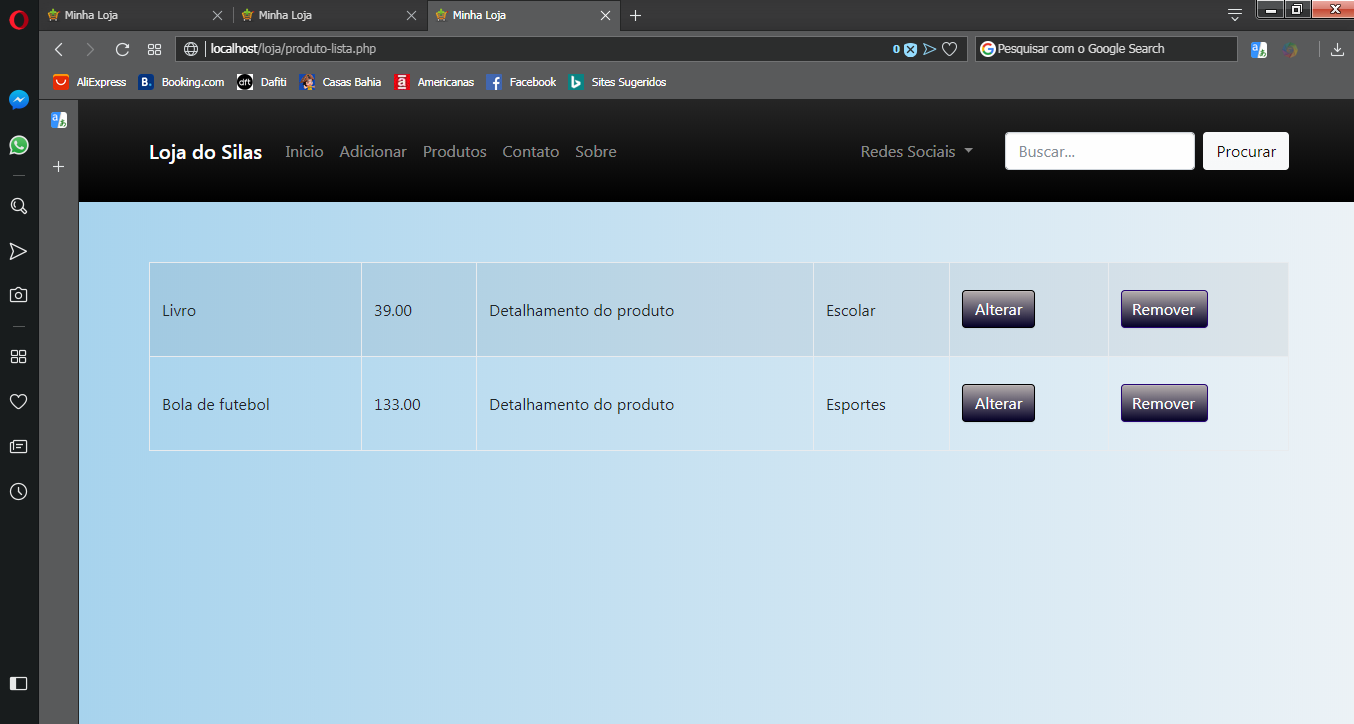 Minha Loja
Minha Loja
Minha Loja
localhost/loja/produto-lista.php
0
Pesquisar com o Google Search
AliExpress
B. Booking.com
dft Dafiti
Casas Bahia
a Americanas
Facebook
b Sites Sugeridos
Loja do Silas
Inicio Adicionar Produtos Contato Sobre
Redes Sociais
Buscar...
Procurar
Livro 39.00 Detalhamento do produto Escolar Alterar Remover
Bola de futebol 133.00 Detalhamento do produto Esportes Alterar Remover